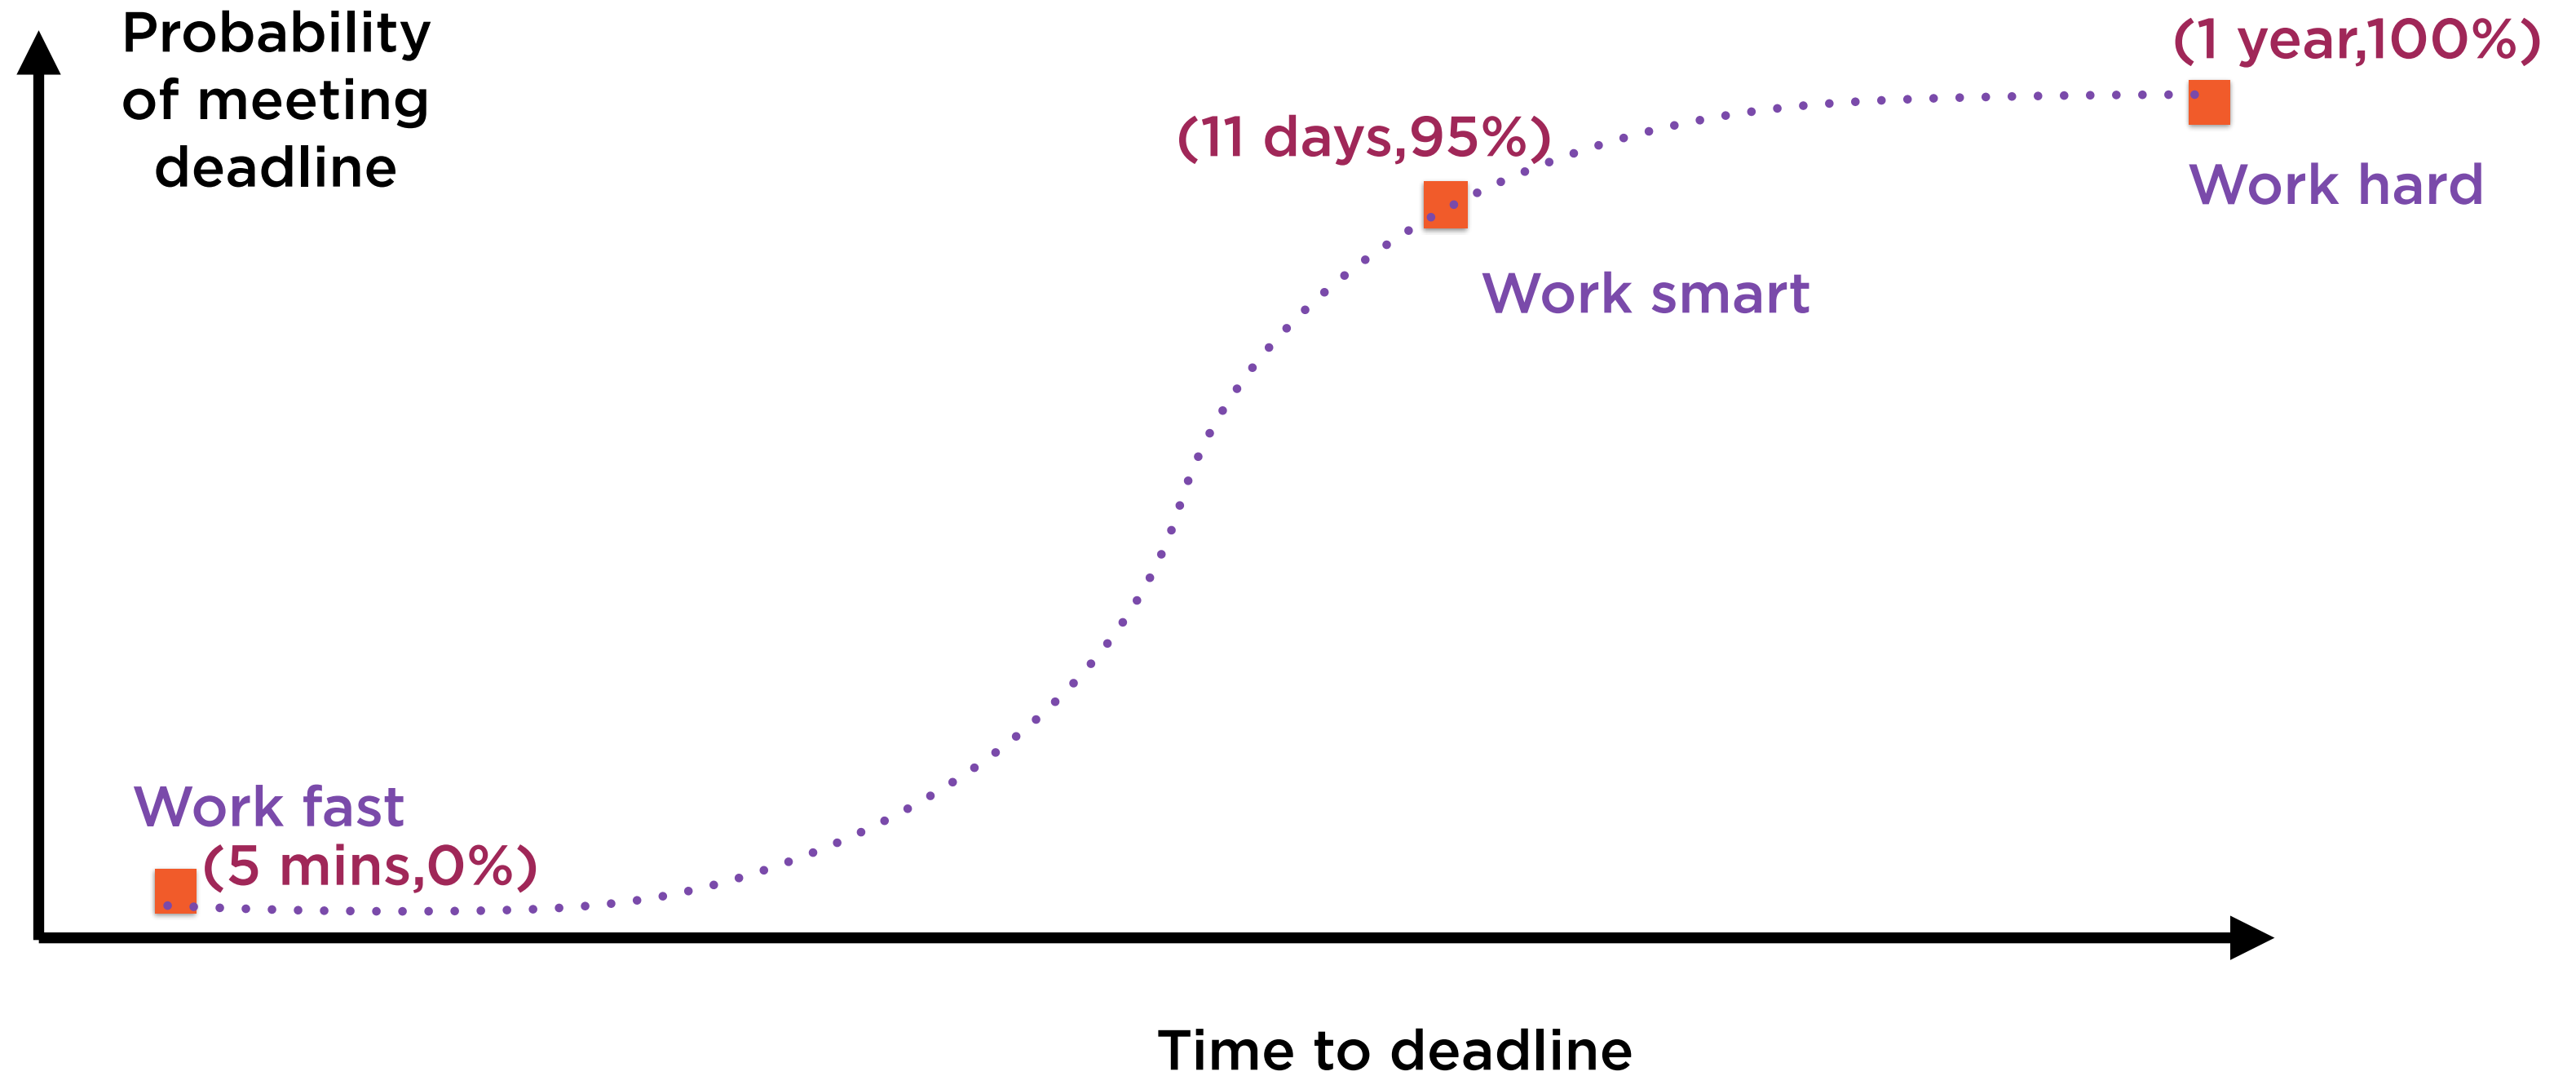 Probability
of meeting
deadline
(1 year,100%)
(11 days,95%)
Work hard
Work smart
Work fast
(5 mins,0%)
Time to deadline